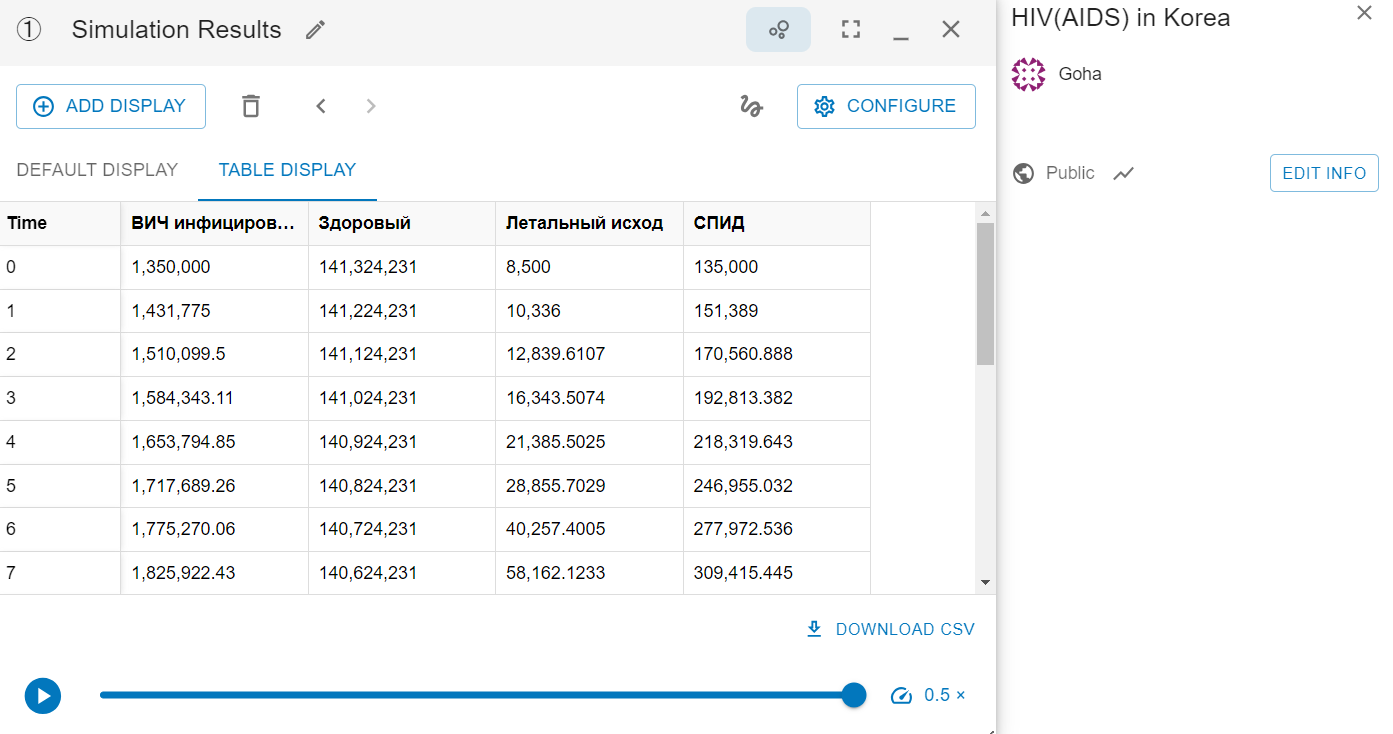 ① Simulation Results
HIV(AIDS) in Korea
Goha
ADD DISPLAY
CONFIGURE
DEFAULT DISPLAY TABLE DISPLAY
Public
EDIT INFO
Time ВИЧ инфициров... Здоровый Летальный исход СПИД
0 1,350,000 141,324,231 8,500 135,000
1 1,431,775 141,224,231 10,336 151,389
2 1,510,099.5 141,124,231 12,839.6107 170,560.888
3 1,584,343.11 141,024,231 16,343.5074 192,813.382
4 1,653,794.85 140,924,231 21,385.5025 218,319.643
5 1,717,689.26 140,824,231 28,855.7029 246,955.032
6 1,775,270.06 140,724,231 40,257.4005 277,972.536
7 1,825,922.43 140,624,231 58,162.1233 309,415.445
DOWNLOAD CSV
0.5 ×